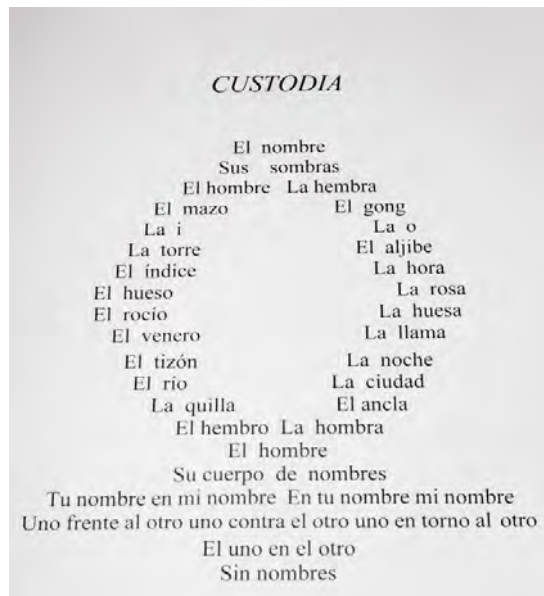 CUSTODIA
El nombre
Sus sombras
El hombre La hembra
El mazo El gong
La i La o
La torre El aljibe
El índice La hora
El hueso La rosa
El rocío La huesa
El venero La llama
El tizón La noche
El río La ciudad
La quilla El ancla
El hembro La hombra
El hombre
Su cuerpo de nombres
Tu nombre en mi nombre En tu nombre mi nombre
Uno frente al otro uno contra el otro uno en torno al otro
El uno en el otro
Sin nombres